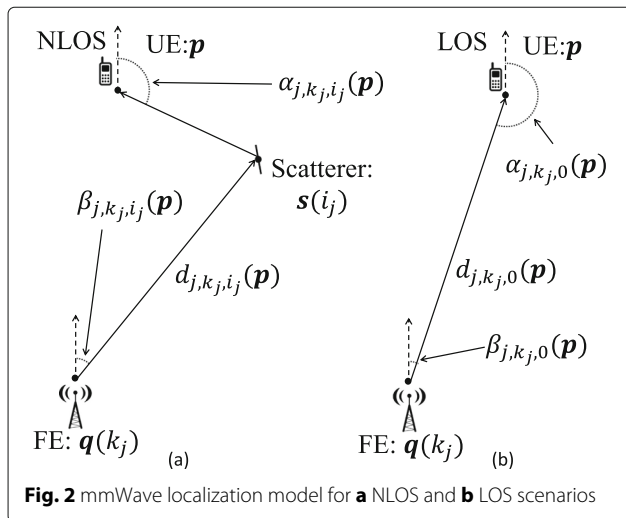 NLOS
UE:𝒑
α_{j,k_j,i_j}(𝒑)
Scatterer:
𝒔(i_j)
β_{j,k_j,i_j}(𝒑)
d_{j,k_j,i_j}(𝒑)
FE: 𝒒(k_j)
(a)
LOS
UE:𝒑
α_{j,k_j,0}(𝒑)
d_{j,k_j,0}(𝒑)
β_{j,k_j,0}(𝒑)
FE: 𝒒(k_j)
(b)
Fig. 2 mmWave localization model for a NLOS and b LOS scenarios